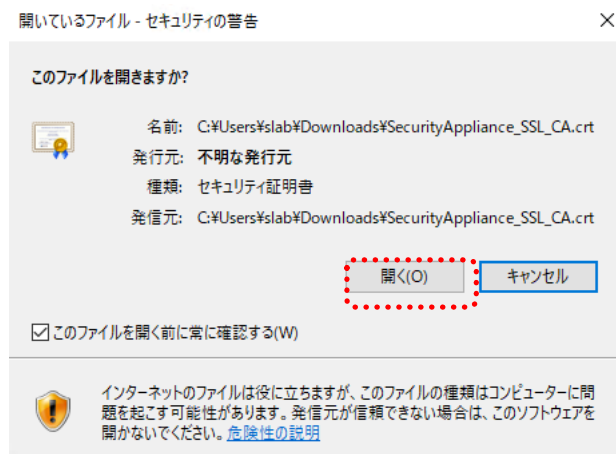 開いているファイル - セキュリティの警告
このファイルを開きますか?
名前: C:¥Users¥slab¥Downloads¥SecurityAppliance_SSL_CA.crt
発行元: 不明な発行元
種類: セキュリティ証明書
発信元: C:¥Users¥slab¥Downloads¥SecurityAppliance_SSL_CA.crt
開く(O) キャンセル
このファイルを開く前に常に確認する(W)
インターネットのファイルは役に立ちますが、このファイルの種類はコンピューターに問
題を起こす可能性があります。発信元が信頼できない場合は、このソフトウェアを
開かないでください。危険性の説明